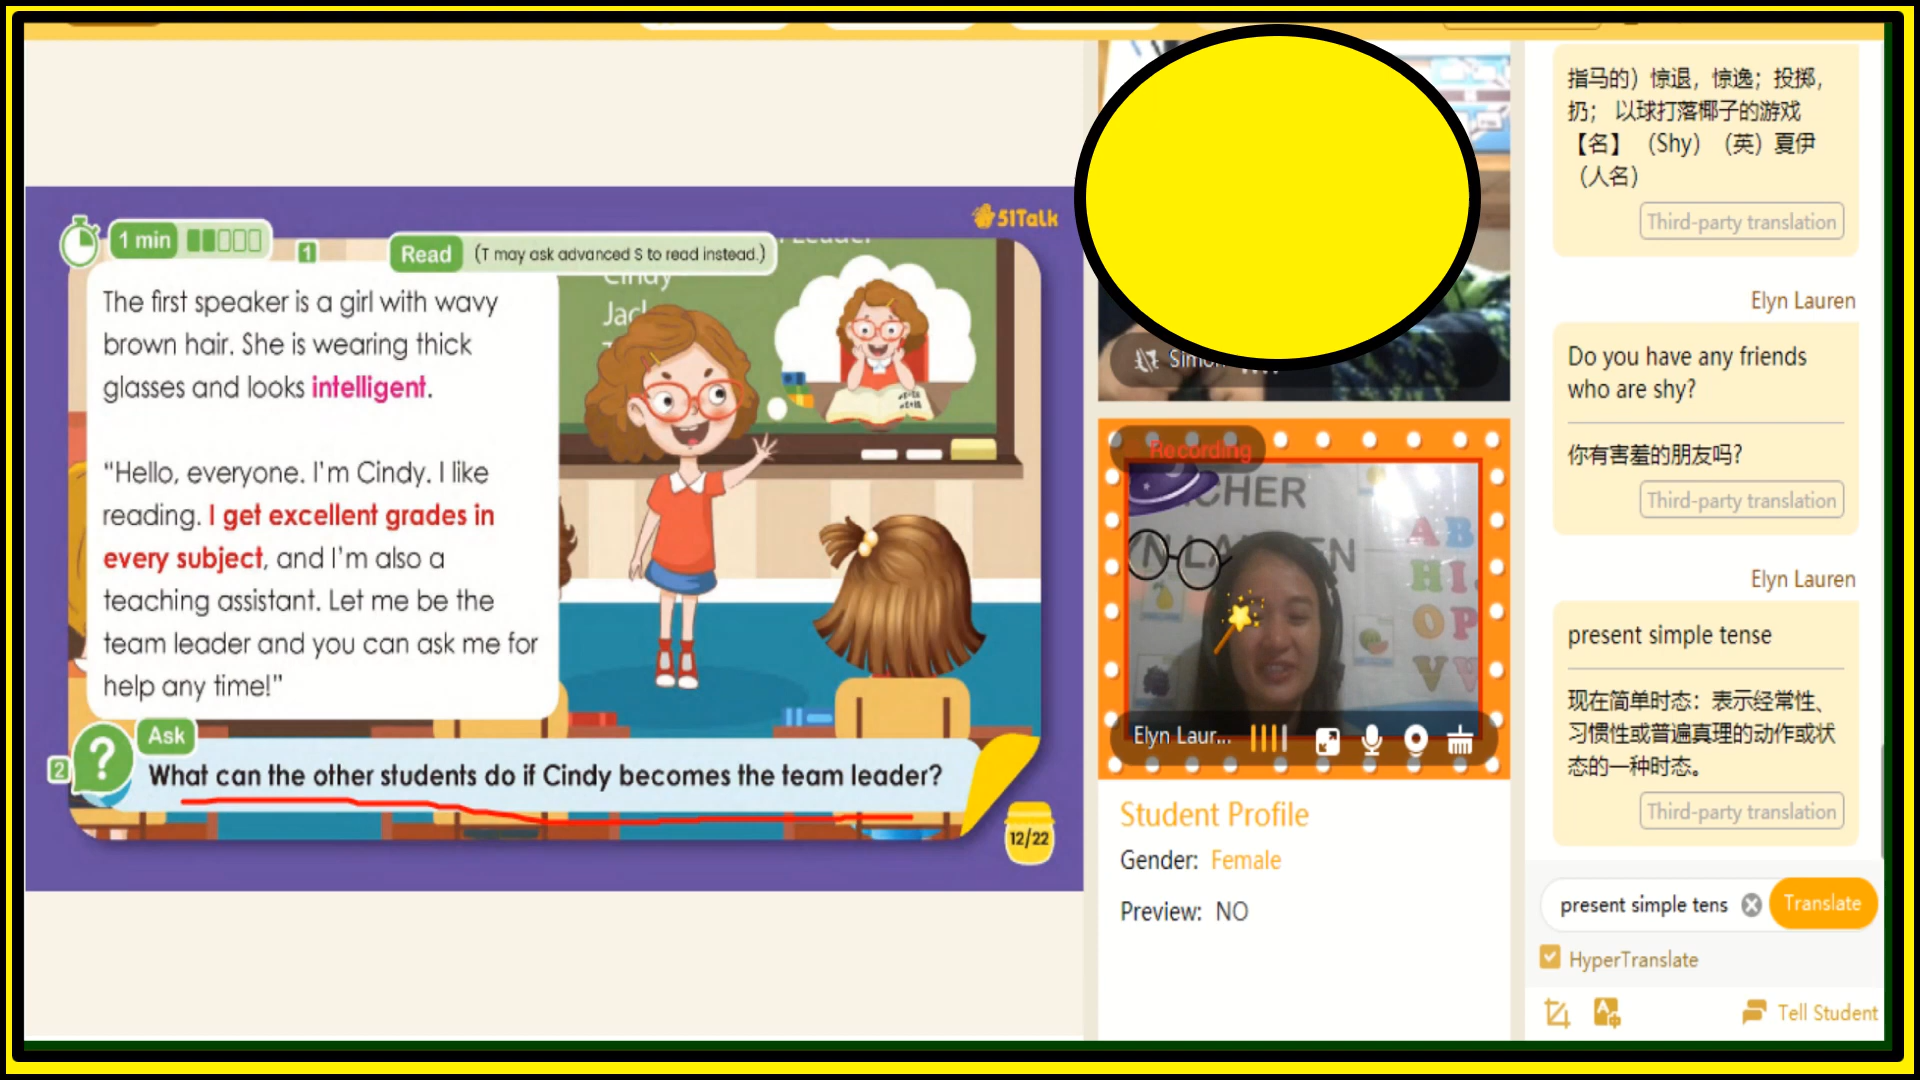 51Talk
1 min
1
Read
(T may ask advanced S to read instead.)
The first speaker is a girl with wavy
brown hair. She is wearing thick
glasses and looks intelligent.
“Hello, everyone. I’m Cindy. I like
reading. I get excellent grades in
every subject, and I’m also a
teaching assistant. Let me be the
team leader and you can ask me for
help any time!”
Leader
Cindy
2
?
Ask
What can the other students do if Cindy becomes the team leader?
12/22
Recording
Elyn Laur...
Student Profile
Gender: Female
Preview: NO
指马的）惊退，惊逸；投掷，
扔； 以球打落椰子的游戏
【名】 （Shy）（英）夏伊
（人名）
Third-party translation
Elyn Lauren
Do you have any friends
who are shy?
你有害羞的朋友吗?
Third-party translation
Elyn Lauren
present simple tense
现在简单时态：表示经常性、
习惯性或普遍真理的动作或状
态的一种时态。
Third-party translation
present simple tens
Translate
HyperTranslate
Tell Student